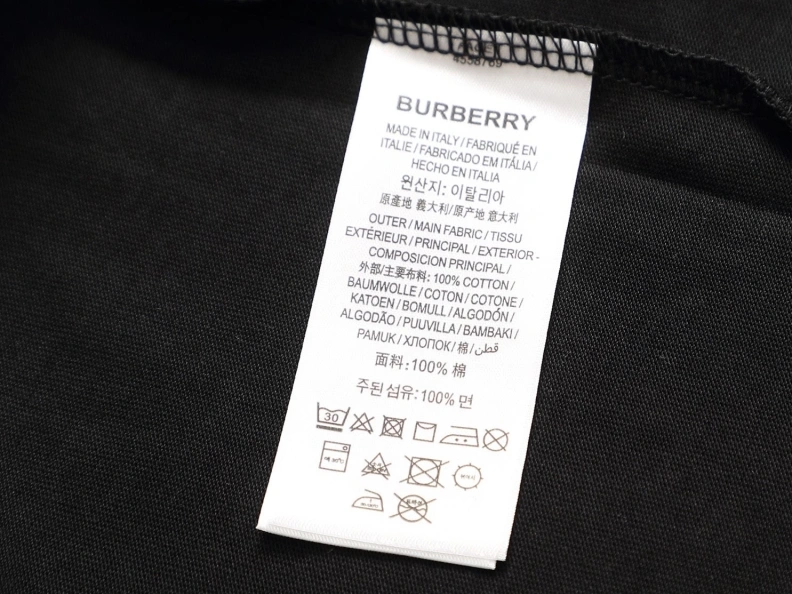 4558769
BURBERRY
MADE IN ITALY / FABRIQUÉ EN
ITALIE / FABRICADO EM ITÁLIA /
HECHO EN ITALIA
원산지: 이탈리아
原產地 義大利/原产地 意大利
OUTER / MAIN FABRIC / TISSU
EXTÉRIEUR / PRINCIPAL / EXTERIOR -
COMPOSICION PRINCIPAL /
外部/主要布料: 100% COTTON /
BAUMWOLLE / COTON / COTONE /
KATOEN / BOMULL / ALGODÓN /
ALGODÃO / PUUVILLA / BAMBAKI /
PAMUK / ХЛОПОК / 棉 / قطن
面料:100% 棉
주된 섬유:100% 면
30